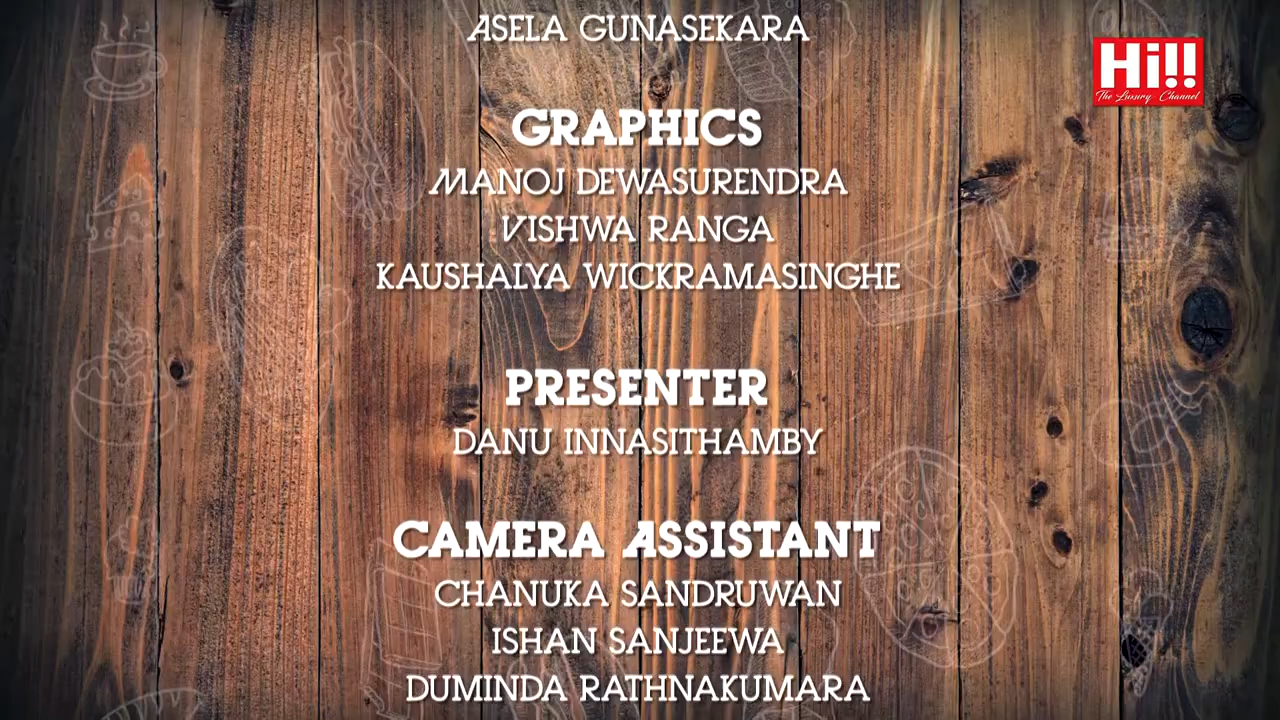 ASELA GUNASEKARA
Hi!!
The Luxury Channel
GRAPHICS
MANOJ DEWASURENDRA
VISHWA RANGA
KAUSHALYA WICKRAMASINGHE
PRESENTER
DANU INNASITHAMBY
CAMERA ASSISTANT
CHANUKA SANDRUWAN
ISHAN SANJEEWA
DUMINDA RATHNAKUMARA